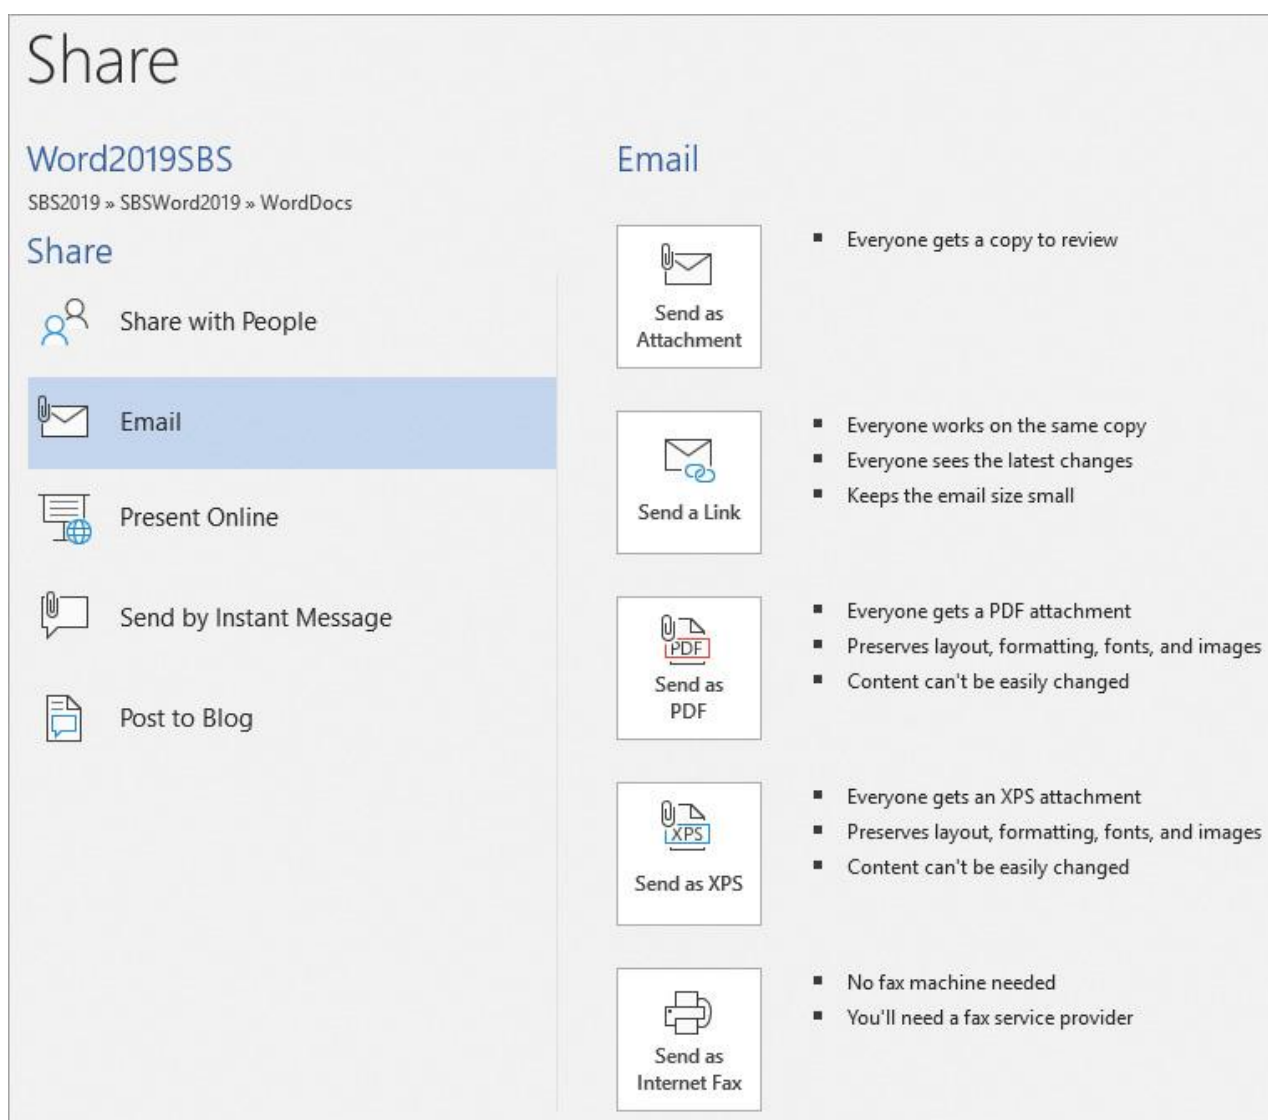 Share
Word2019SBS
SBS2019 » SBSWord2019 » WordDocs
Share
Share with People
Email
Present Online
Send by Instant Message
Post to Blog
Email
Send as
Attachment
▪ Everyone gets a copy to review
Send a Link
▪ Everyone works on the same copy
▪ Everyone sees the latest changes
▪ Keeps the email size small
PDF
Send as
PDF
▪ Everyone gets a PDF attachment
▪ Preserves layout, formatting, fonts, and images
▪ Content can't be easily changed
XPS
Send as XPS
▪ Everyone gets an XPS attachment
▪ Preserves layout, formatting, fonts, and images
▪ Content can't be easily changed
Send as
Internet Fax
▪ No fax machine needed
▪ You'll need a fax service provider